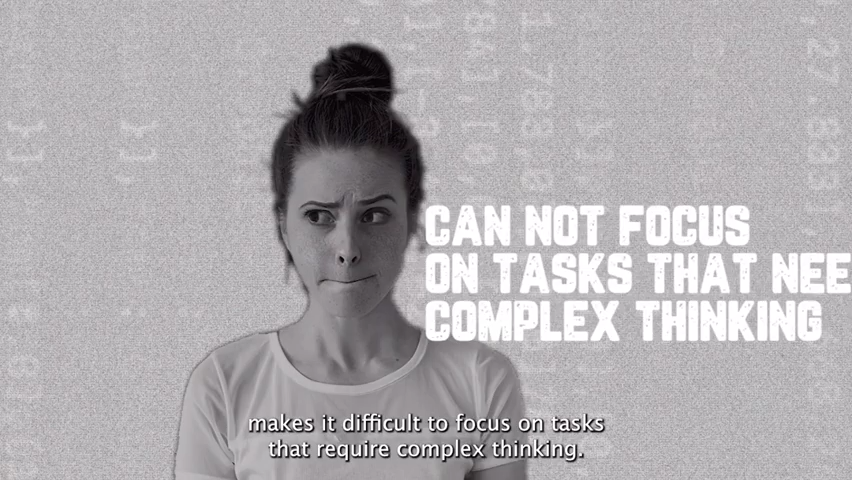 CAN NOT FOCUS
ON TASKS THAT NEE
COMPLEX THINKING
makes it difficult to focus on tasks
that require complex thinking.